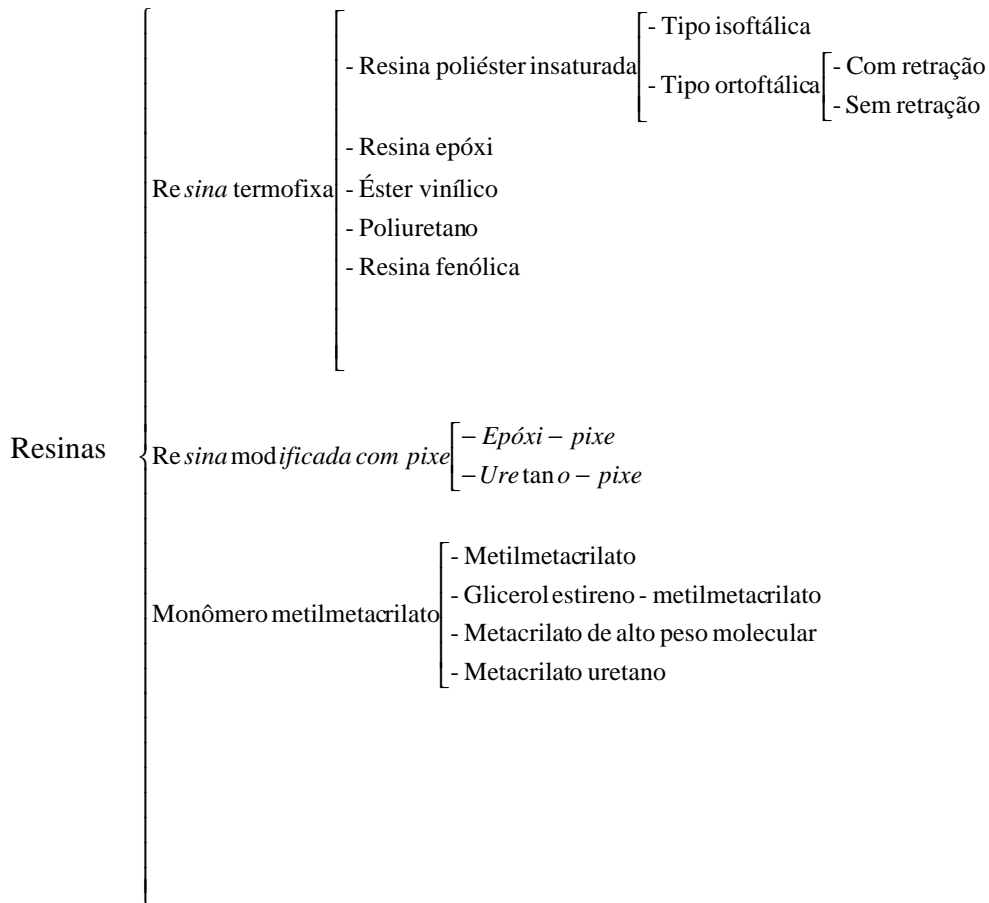 Resinas
Resina termofixa
- Resina poliéster insaturada
- Tipo isoftálica
- Tipo ortoftálica
- Com retração
- Sem retração
- Resina epóxi
- Éster vinílico
- Poliuretano
- Resina fenólica
Resina modificada com pixe
- Epóxi - pixe
- Uretano - pixe
Monômero metilmetacrilato
- Metilmetacrilato
- Glicerol estireno - metilmetacrilato
- Metacrilato de alto peso molecular
- Metacrilato uretano